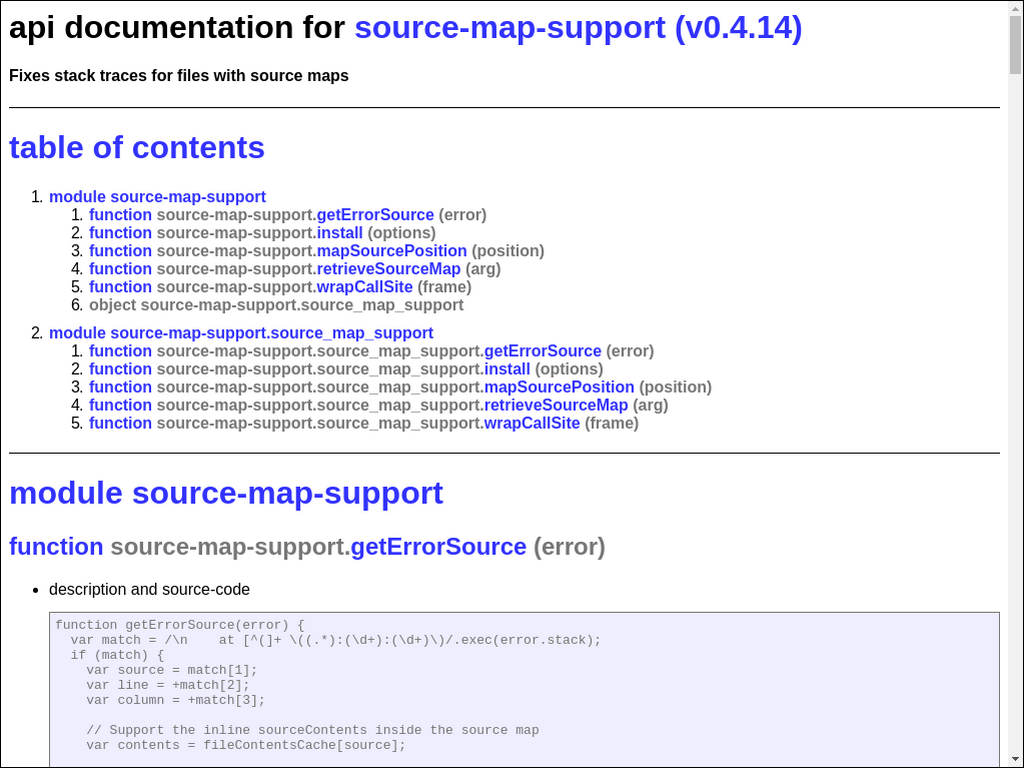 api documentation for source-map-support (v0.4.14)
Fixes stack traces for files with source maps
table of contents
1. module source-map-support
1. function source-map-support.getErrorSource (error)
2. function source-map-support.install (options)
3. function source-map-support.mapSourcePosition (position)
4. function source-map-support.retrieveSourceMap (arg)
5. function source-map-support.wrapCallSite (frame)
6. object source-map-support.source_map_support
2. module source-map-support.source_map_support
1. function source-map-support.source_map_support.getErrorSource (error)
2. function source-map-support.source_map_support.install (options)
3. function source-map-support.source_map_support.mapSourcePosition (position)
4. function source-map-support.source_map_support.retrieveSourceMap (arg)
5. function source-map-support.source_map_support.wrapCallSite (frame)
module source-map-support
function source-map-support.getErrorSource (error)
• description and source-code
function getErrorSource(error) {
  var match = /\n    at [^(]+ \((.*):(\d+):(\d+)\)/.exec(error.stack);
  if (match) {
    var source = match[1];
    var line = +match[2];
    var column = +match[3];

    // Support the inline sourceContents inside the source map
    var contents = fileContentsCache[source];